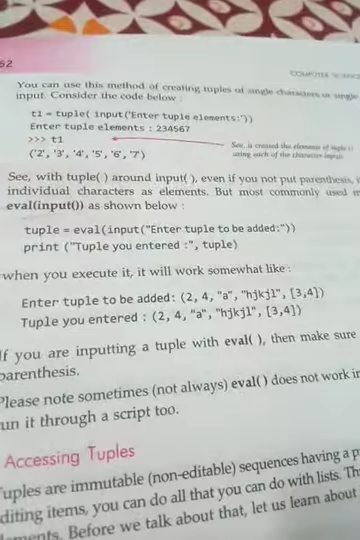 52
COMPUTER SCIENCE
You can use this method of creating tuples of single characters or single
input. Consider the code below :
t1 = tuple( input('Enter tuple elements:'))
Enter tuple elements : 234567
>>> t1
('2', '3', '4', '5', '6', '7')
See, is created the elements of tuple t1
using each of the character inputs
See, with tuple( ) around input( ), even if you not put parenthesis, i
individual characters as elements. But most commonly used m
eval(input()) as shown below :
tuple = eval(input("Enter tuple to be added:"))
print ("Tuple you entered :", tuple)
when you execute it, it will work somewhat like :
Enter tuple to be added: (2, 4, "a", "hjkjl", [3,4])
Tuple you entered : (2, 4, "a", "hjkjl", [3,4])
If you are inputting a tuple with eval( ), then make sure
parenthesis.
Please note sometimes (not always) eval( ) does not work in
un it through a script too.
Accessing Tuples
Tuples are immutable (non-editable) sequences having a p
diting items, you can do all that you can do with lists. Th
lements. Before we talk about that, let us learn about